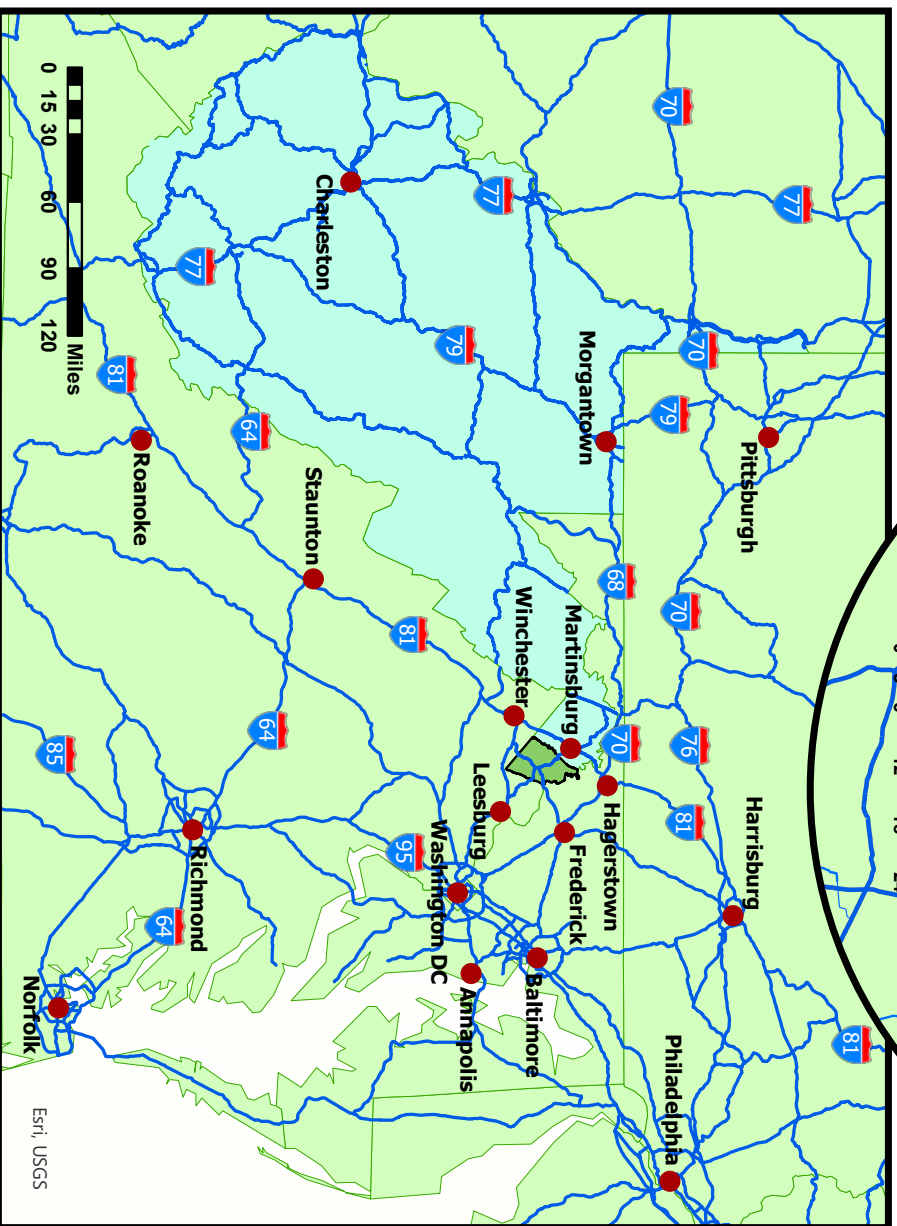 81
77
Pittsburgh
Harrisburg
70
70
79
70
76
81
Philadelphia
68
70
Hagerstown
Morgantown
Martinsburg
Frederick
Winchester
Baltimore
77
Leesburg
Annapolis
79
Washington DC
81
95
Charleston
Staunton
64
64
77
Richmond
64
Roanoke
81
Miles
85
0 15 30 60 90 120
Norfolk
Esri, USGS